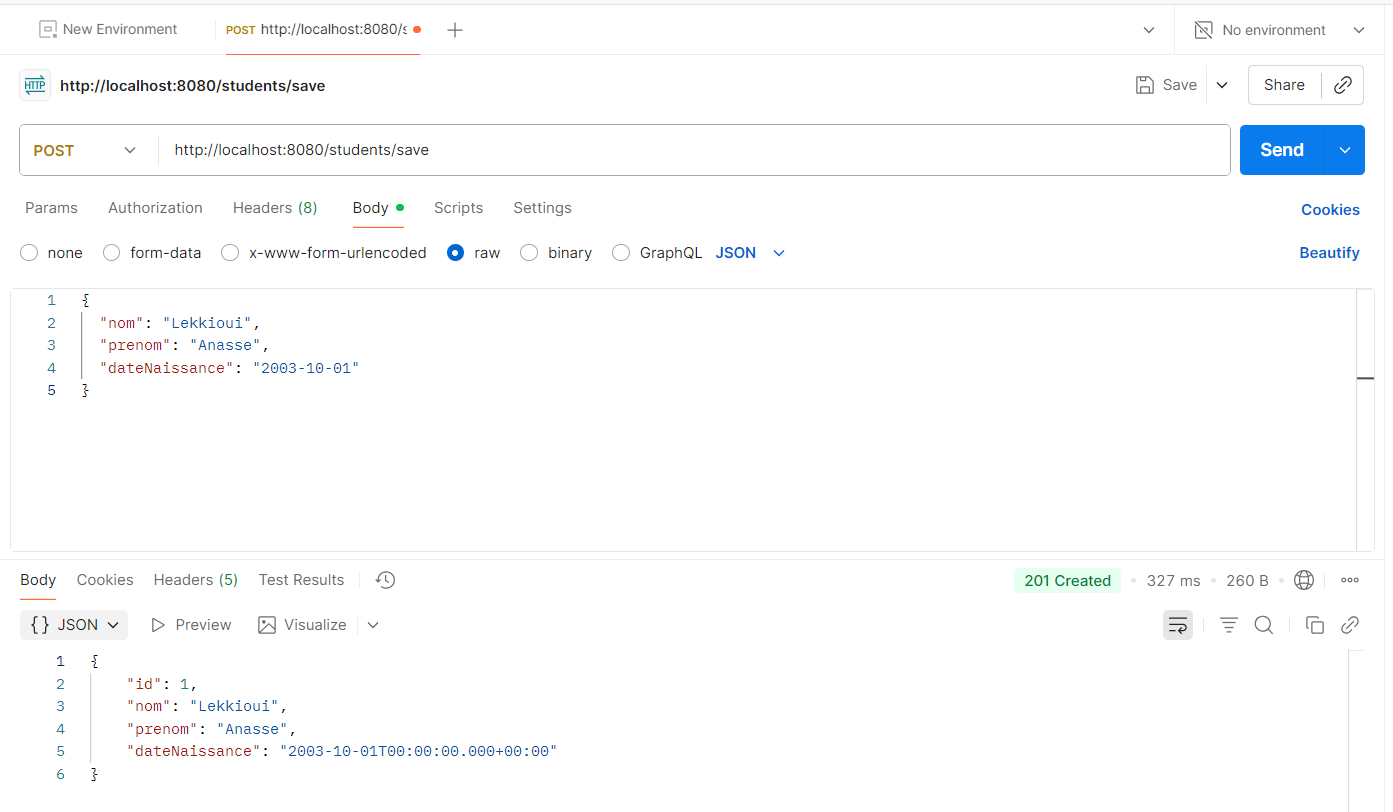 New Environment POST http://localhost:8080/s No environment
HTTP http://localhost:8080/students/save Save Share
POST http://localhost:8080/students/save Send
Params Authorization Headers (8) Body Scripts Settings Cookies
none form-data x-www-form-urlencoded raw binary GraphQL JSON Beautify
1 {
2 "nom": "Lekkioui",
3 "prenom": "Anasse",
4 "dateNaissance": "2003-10-01"
5 }
Body Cookies Headers (5) Test Results 201 Created 327 ms 260 B
{} JSON Preview Visualize
1 {
2 "id": 1,
3 "nom": "Lekkioui",
4 "prenom": "Anasse",
5 "dateNaissance": "2003-10-01T00:00:00.000+00:00"
6 }